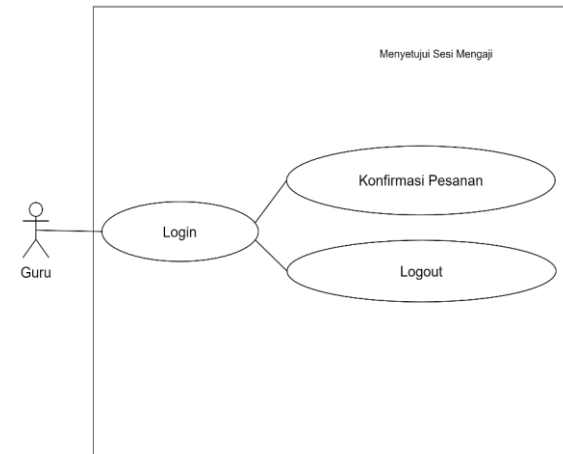 Menyetujui Sesi Mengaji
Konfirmasi Pesanan
Login
Logout
Guru